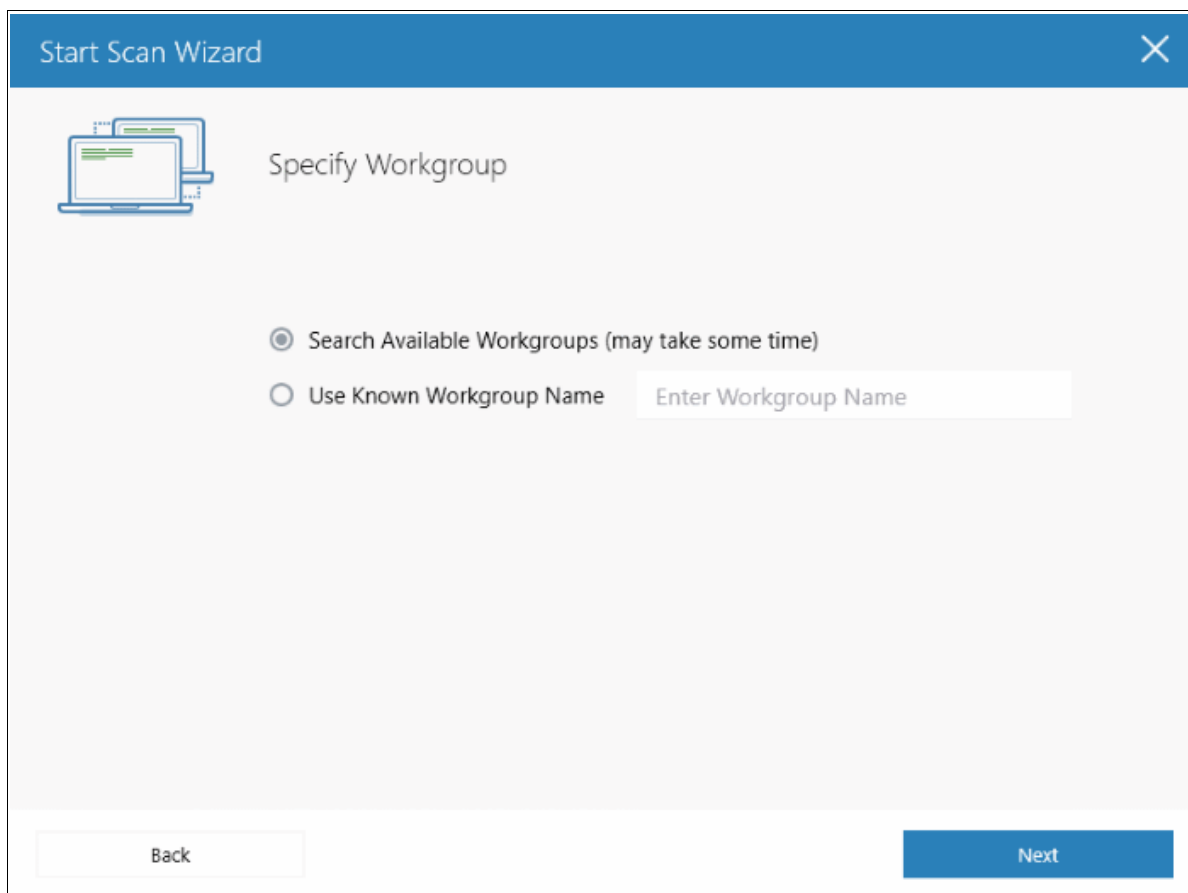 Start Scan Wizard
Specify Workgroup
Search Available Workgroups (may take some time)
Use Known Workgroup Name Enter Workgroup Name
Back Next